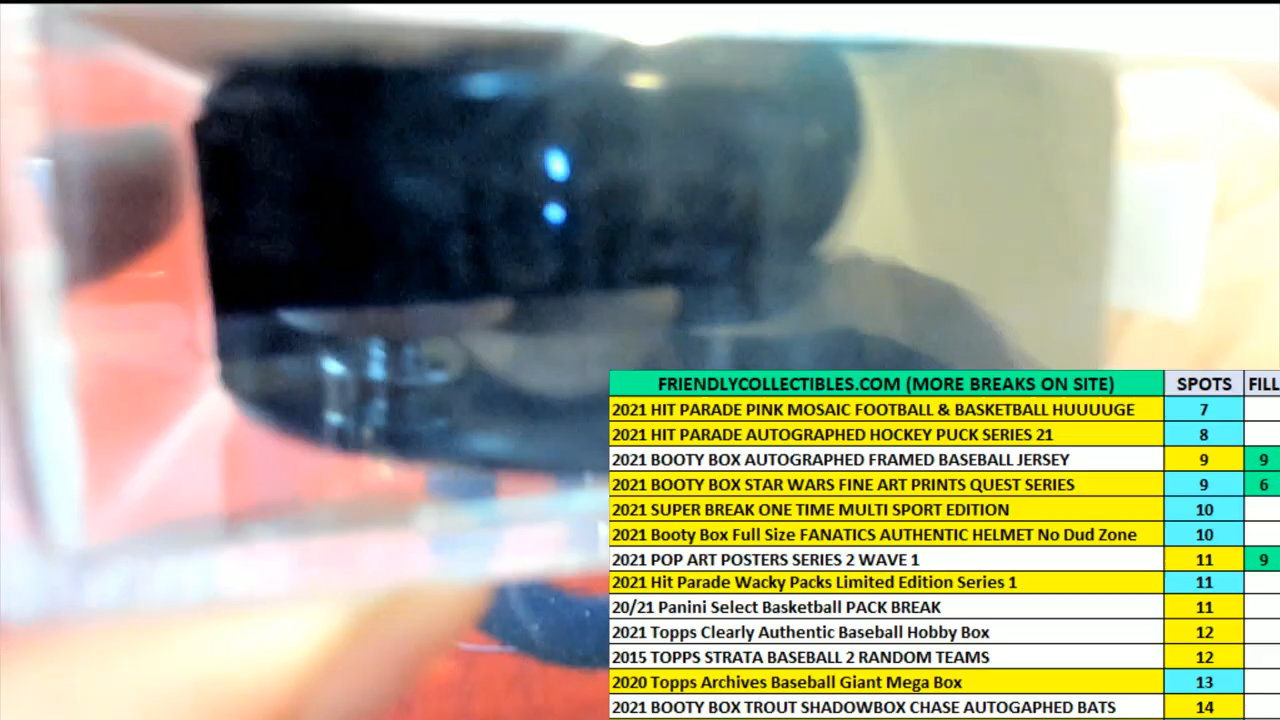 FRIENDLYCOLLECTIBLES.COM (MORE BREAKS ON SITE) SPOTS FILL
2021 HIT PARADE PINK MOSAIC FOOTBALL & BASKETBALL HUUUUGE 7
2021 HIT PARADE AUTOGRAPHED HOCKEY PUCK SERIES 21 8
2021 BOOTY BOX AUTOGRAPHED FRAMED BASEBALL JERSEY 9 9
2021 BOOTY BOX STAR WARS FINE ART PRINTS QUEST SERIES 9 6
2021 SUPER BREAK ONE TIME MULTI SPORT EDITION 10
2021 Booty Box Full Size FANATICS AUTHENTIC HELMET No Dud Zone 10
2021 POP ART POSTERS SERIES 2 WAVE 1 11 9
2021 Hit Parade Wacky Packs Limited Edition Series 1 11
20/21 Panini Select Basketball PACK BREAK 11
2021 Topps Clearly Authentic Baseball Hobby Box 12
2015 TOPPS STRATA BASEBALL 2 RANDOM TEAMS 12
2020 Topps Archives Baseball Giant Mega Box 13
2021 BOOTY BOX TROUT SHADOWBOX CHASE AUTOGAPHED BATS 14